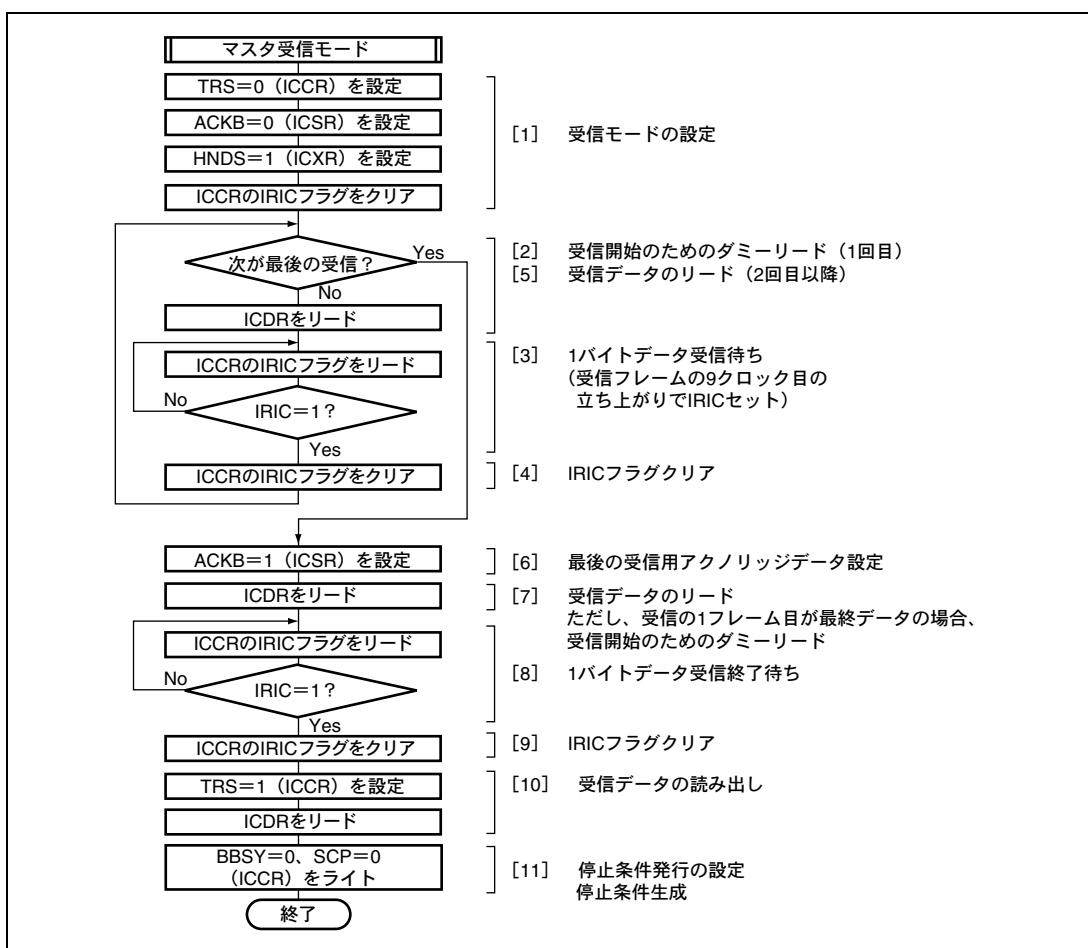 マスタ受信モード
TRS=0（ICCR）を設定
ACKB=0（ICSR）を設定
HNDS=1（ICXR）を設定
ICCRのIRICフラグをクリア
[1] 受信モードの設定
次が最後の受信？
Yes
No
ICDRをリード
[2] 受信開始のためのダミーリード（1回目）
[5] 受信データのリード（2回目以降）
ICCRのIRICフラグをリード
No
IRIC=1？
Yes
[3] 1バイトデータ受信待ち
(受信フレームの9クロック目の
立ち上がりでIRICセット）
ICCRのIRICフラグをクリア
[4] IRICフラグクリア
ACKB=1（ICSR）を設定
[6] 最後の受信用アクノリッジデータ設定
ICDRをリード
[7] 受信データのリード
ただし、受信の1フレーム目が最終データの場合、
受信開始のためのダミーリード
ICCRのIRICフラグをリード
No
IRIC=1？
Yes
[8] 1バイトデータ受信終了待ち
ICCRのIRICフラグをクリア
[9] IRICフラグクリア
TRS=1（ICCR）を設定
ICDRをリード
[10] 受信データの読み出し
BBSY=0、SCP=0
（ICCR）をライト
[11] 停止条件発行の設定
停止条件生成
終了